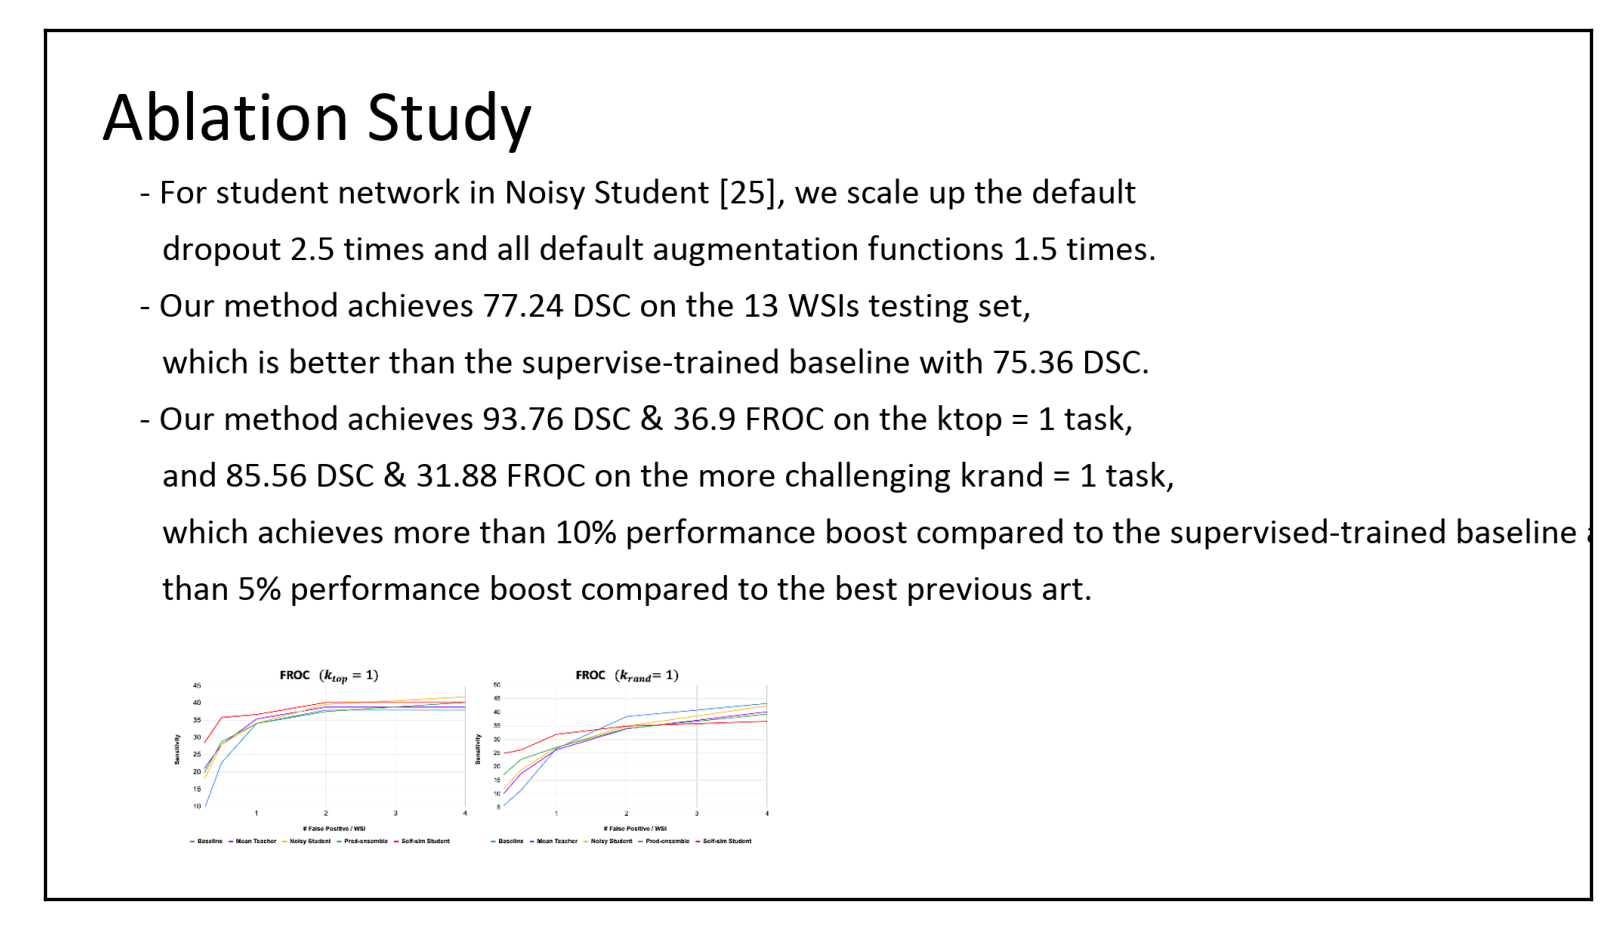 Ablation Study
- For student network in Noisy Student [25], we scale up the default
dropout 2.5 times and all default augmentation functions 1.5 times.
- Our method achieves 77.24 DSC on the 13 WSIs testing set,
which is better than the supervise-trained baseline with 75.36 DSC.
- Our method achieves 93.76 DSC & 36.9 FROC on the ktop = 1 task,
and 85.56 DSC & 31.88 FROC on the more challenging krand = 1 task,
which achieves more than 10% performance boost compared to the supervised-trained baseline
than 5% performance boost compared to the best previous art.
FROC (k_top = 1)
45
40
35
30
25
20
15
10
Sensitivity
1 2 3 4
# False Positive / WSI
Baseline Mean Teacher Noisy Student Pred-ensemble Self-sim Student
FROC (k_rand = 1)
50
45
40
35
30
25
20
15
10
5
Sensitivity
1 2 3 4
# False Positive / WSI
Baseline Mean Teacher Noisy Student Pred-ensemble Self-sim Student